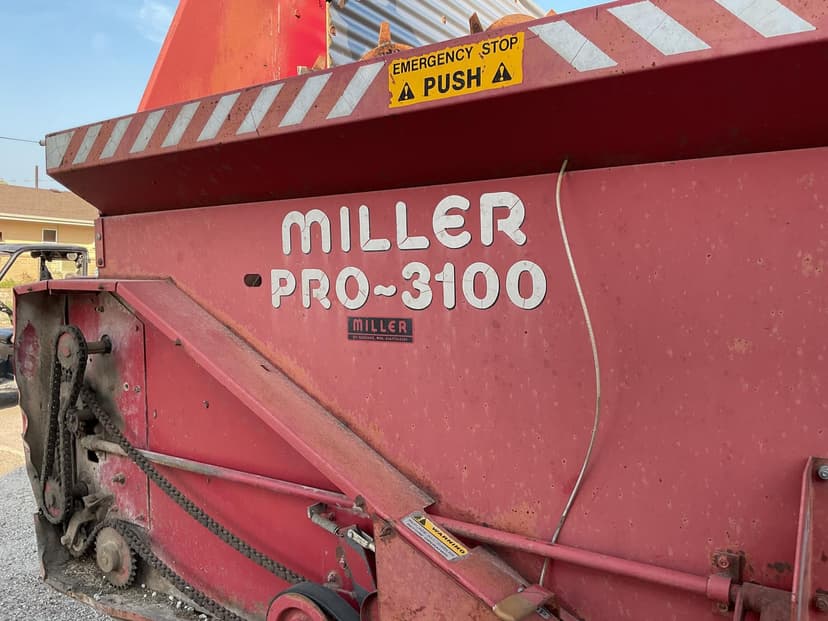 EMERGENCY STOP
PUSH
MILLER
PRO~3100
MILLER
WARNING